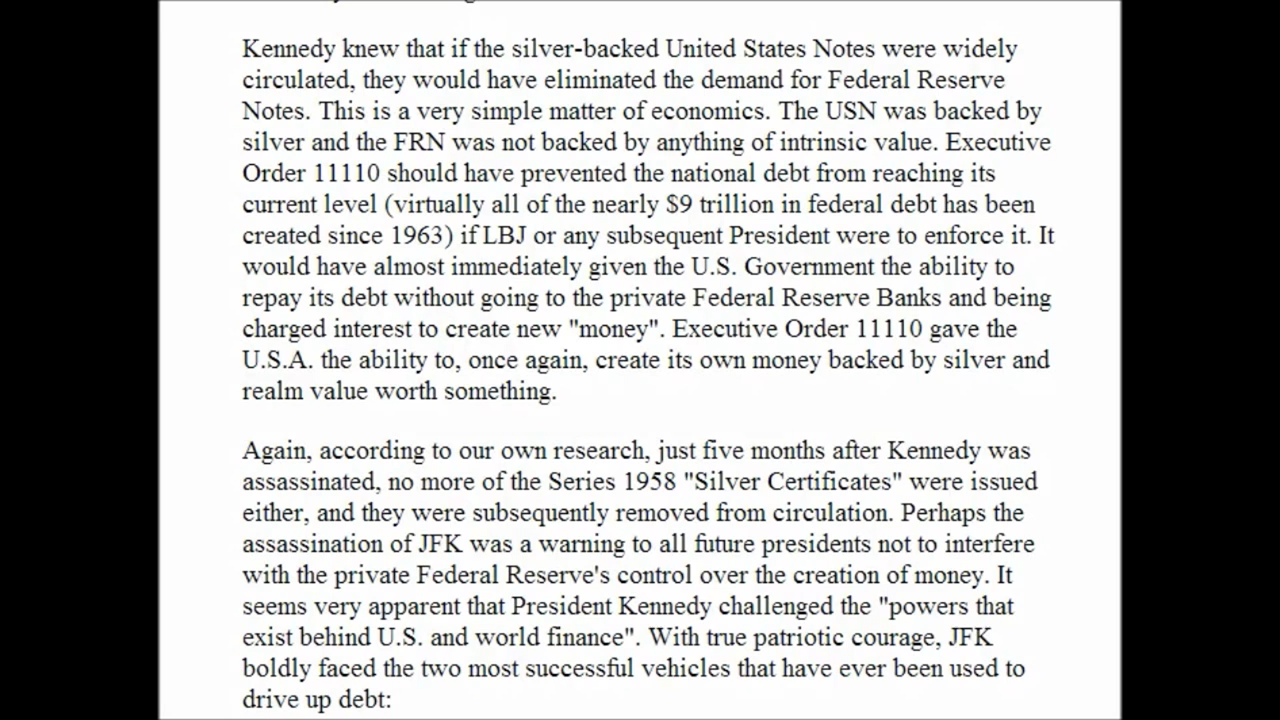 Kennedy knew that if the silver-backed United States Notes were widely
circulated, they would have eliminated the demand for Federal Reserve
Notes. This is a very simple matter of economics. The USN was backed by
silver and the FRN was not backed by anything of intrinsic value. Executive
Order 11110 should have prevented the national debt from reaching its
current level (virtually all of the nearly $9 trillion in federal debt has been
created since 1963) if LBJ or any subsequent President were to enforce it. It
would have almost immediately given the U.S. Government the ability to
repay its debt without going to the private Federal Reserve Banks and being
charged interest to create new "money". Executive Order 11110 gave the
U.S.A. the ability to, once again, create its own money backed by silver and
realm value worth something.
Again, according to our own research, just five months after Kennedy was
assassinated, no more of the Series 1958 "Silver Certificates" were issued
either, and they were subsequently removed from circulation. Perhaps the
assassination of JFK was a warning to all future presidents not to interfere
with the private Federal Reserve's control over the creation of money. It
seems very apparent that President Kennedy challenged the "powers that
exist behind U.S. and world finance". With true patriotic courage, JFK
boldly faced the two most successful vehicles that have ever been used to
drive up debt: